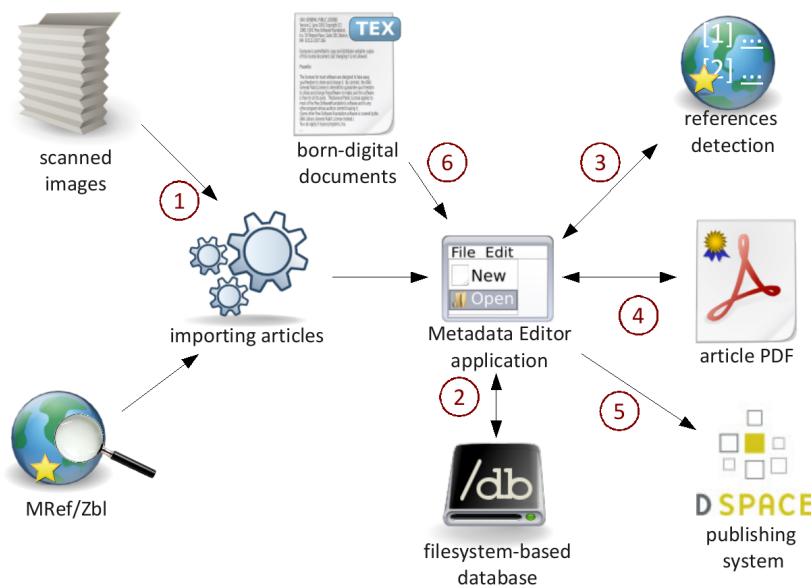 TEX
[1] ...
[2] ...
scanned
images
born-digital
documents
6
3
references
detection
1
File Edit
New
Open
importing articles
Metadata Editor
application
4
article PDF
2
5
MRef/Zbl
/db
filesystem-based
database
D SPACE
publishing
system